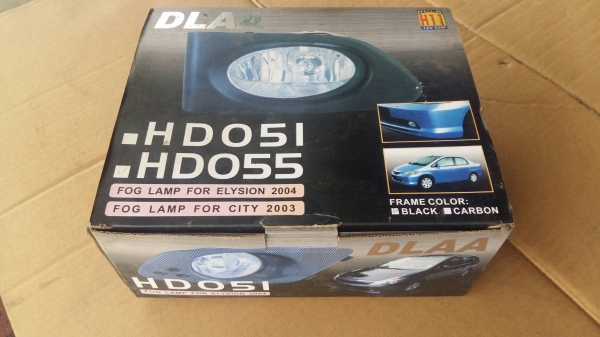 DLAA
H11
HD051
HD055
FOG LAMP FOR ELYSION 2004
FOG LAMP FOR CITY 2003
FRAME COLOR:
BLACK CARBON
DLAA
HD051
FOG LAMP FOR ELYSION 2004